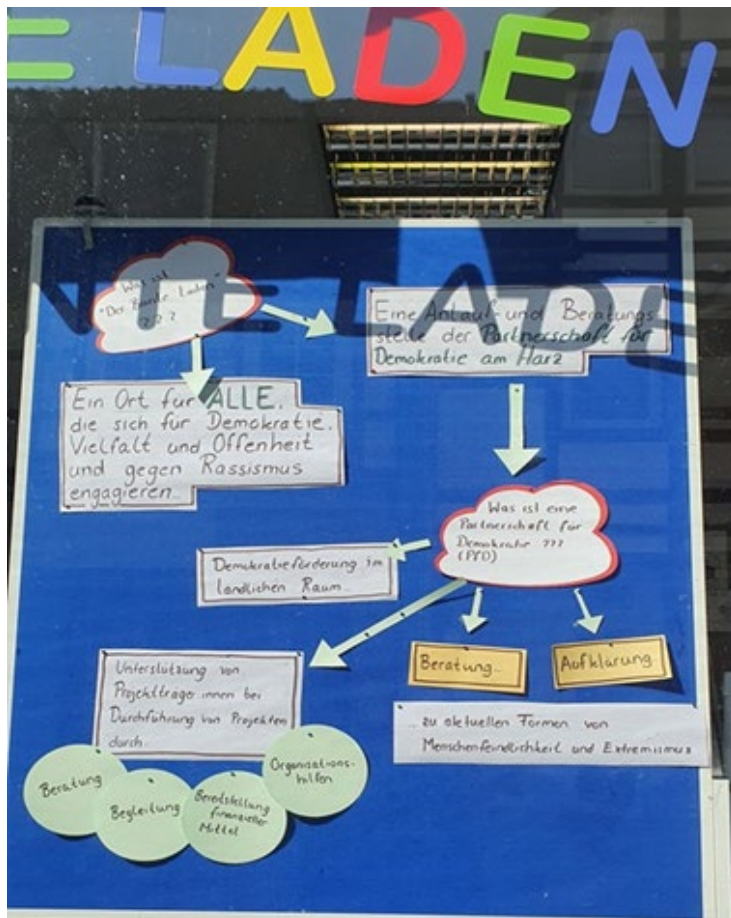 E LADEN
Was ist
"Der Bunte Laden"
???
Eine Anlauf- und Beratungs
stelle der Partnerschaft für
Demokratie am Harz
Ein Ort für ALLE,
die sich für Demokratie,
Vielfalt und Offenheit
und gegen Rassismus
engagieren...
Was ist eine
Partnerschaft für
Demokratie ???
(PfD)
Demokratieförderung im
ländlichen Raum
Beratung...
Aufklärung...
... zu aktuellen Formen von
Menschenfeindlichkeit und Extremismus
Unterstützung von
Projektträger:innen bei
Durchführung von Projekten
durch...
Beratung
Begleitung
Bereitstellung
finanzieller
Mittel
Organisations-
hilfen